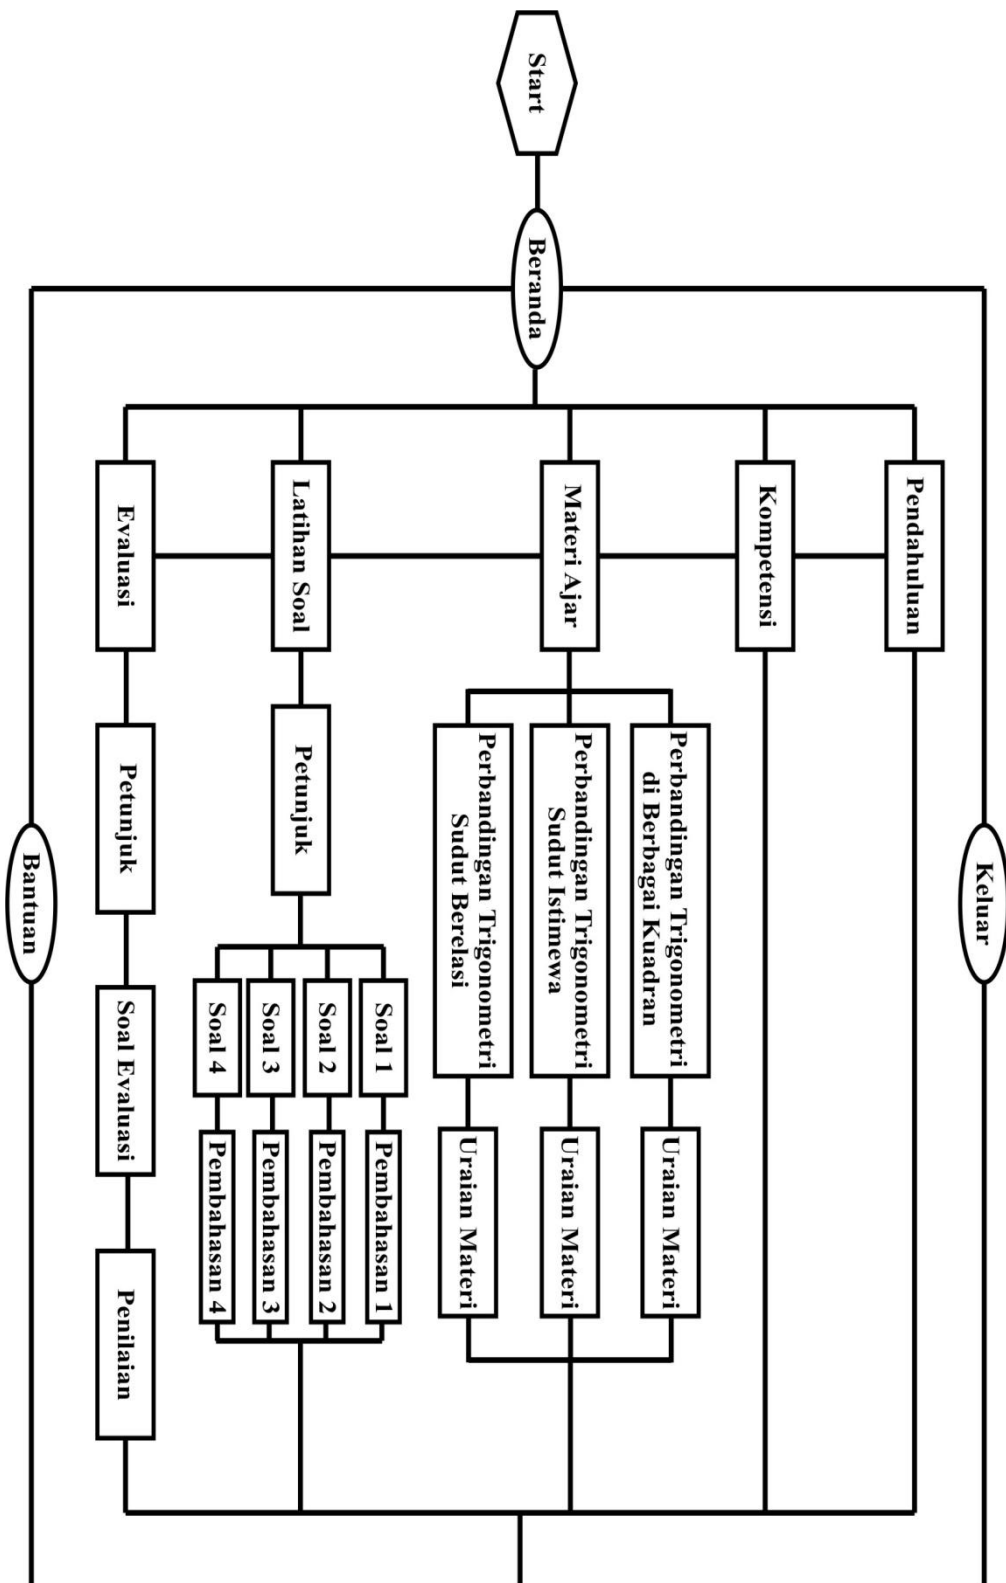 Start
Beranda
Keluar
Bantuan
Pendahuluan
Kompetensi
Materi Ajar
Perbandingan Trigonometri
di Berbagai Kuadran
Uraian Materi
Perbandingan Trigonometri
Sudut Istimewa
Uraian Materi
Perbandingan Trigonometri
Sudut Berelasi
Uraian Materi
Latihan Soal
Petunjuk
Soal 1
Pembahasan 1
Soal 2
Pembahasan 2
Soal 3
Pembahasan 3
Soal 4
Pembahasan 4
Evaluasi
Petunjuk
Soal Evaluasi
Penilaian